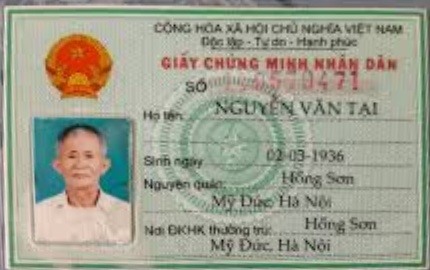 CỘNG HÒA XÃ HỘI CHỦ NGHĨA VIỆT NAM
Độc lập - Tự do - Hạnh phúc
GIẤY CHỨNG MINH NHÂN DÂN
SỐ
Họ tên: NGUYỄN VĂN TẠI
Sinh ngày 02-03-1936
Nguyên quán: Hồng Sơn
Mỹ Đức, Hà Nội
Nơi ĐKHK thường trú: Hồng Sơn
Mỹ Đức, Hà Nội